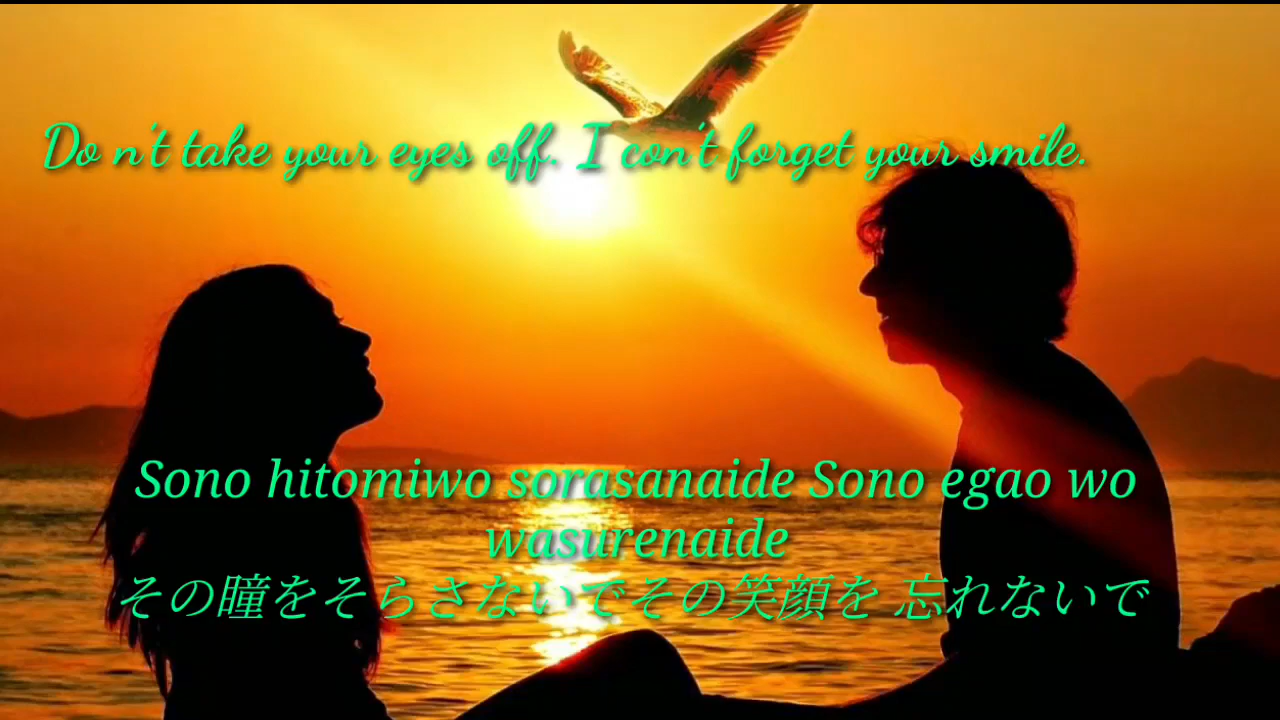 Do n't take your eyes off. I con't forget your smile.
Sono hitomiwo sorasanaide Sono egao wo
wasurenaide
その瞳をそらさないでその笑顔を 忘れないで